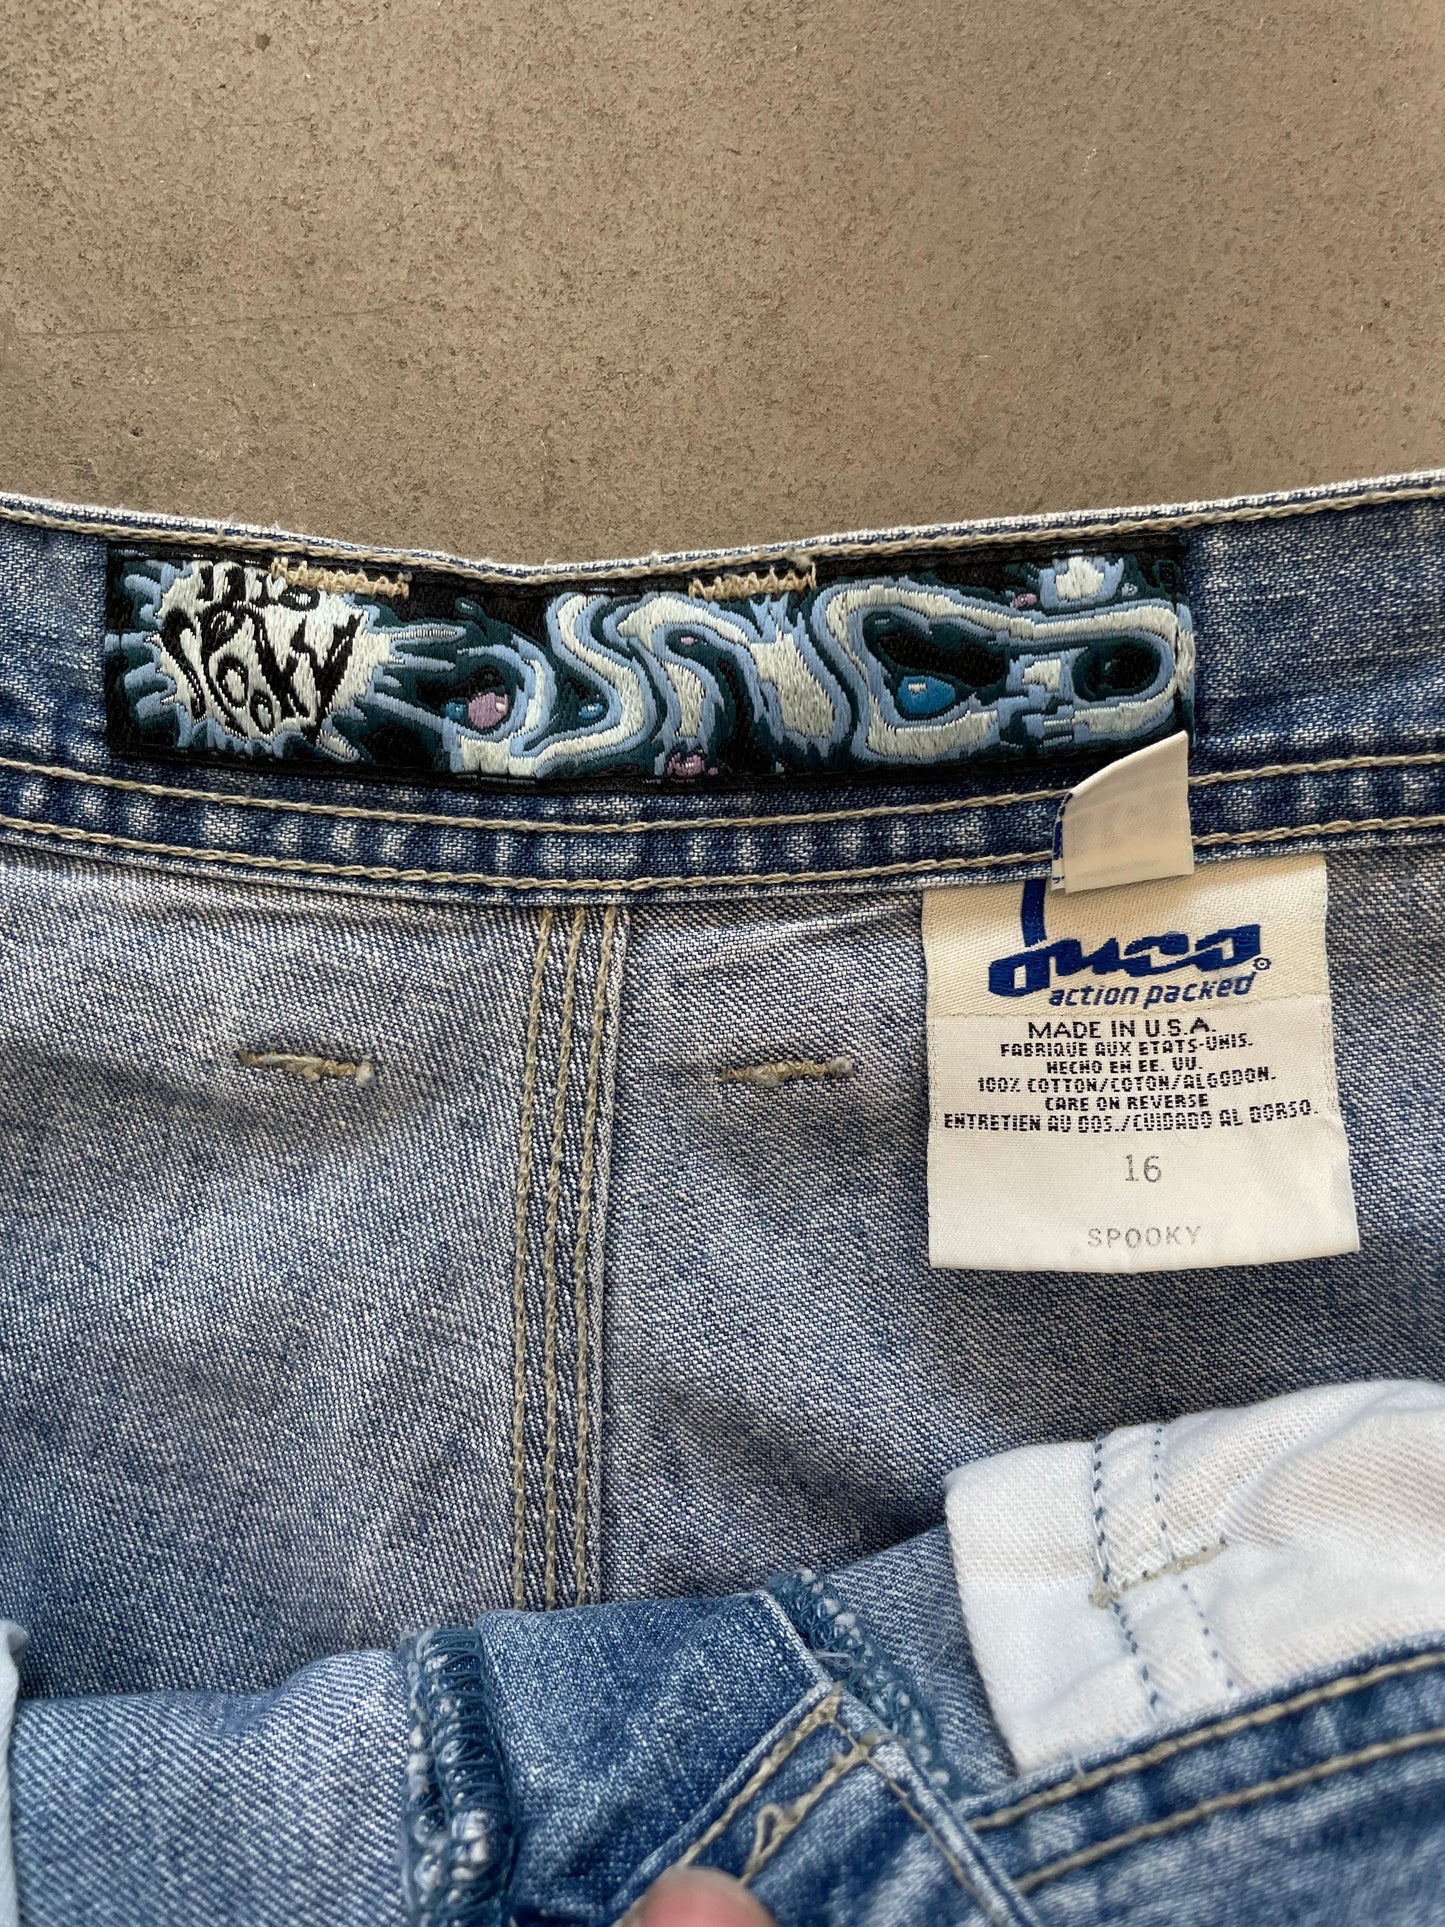 THE
SPOOKY
JNCO
JNCO
action packed
MADE IN U.S.A.
FABRIQUE AUX ETATS-UNIS.
HECHO EN EE. UU.
100% COTTON/COTON/ALGODON.
CARE ON REVERSE
ENTRETIEN AU DOS./CUIDADO AL DORSO.
16
SPOOKY